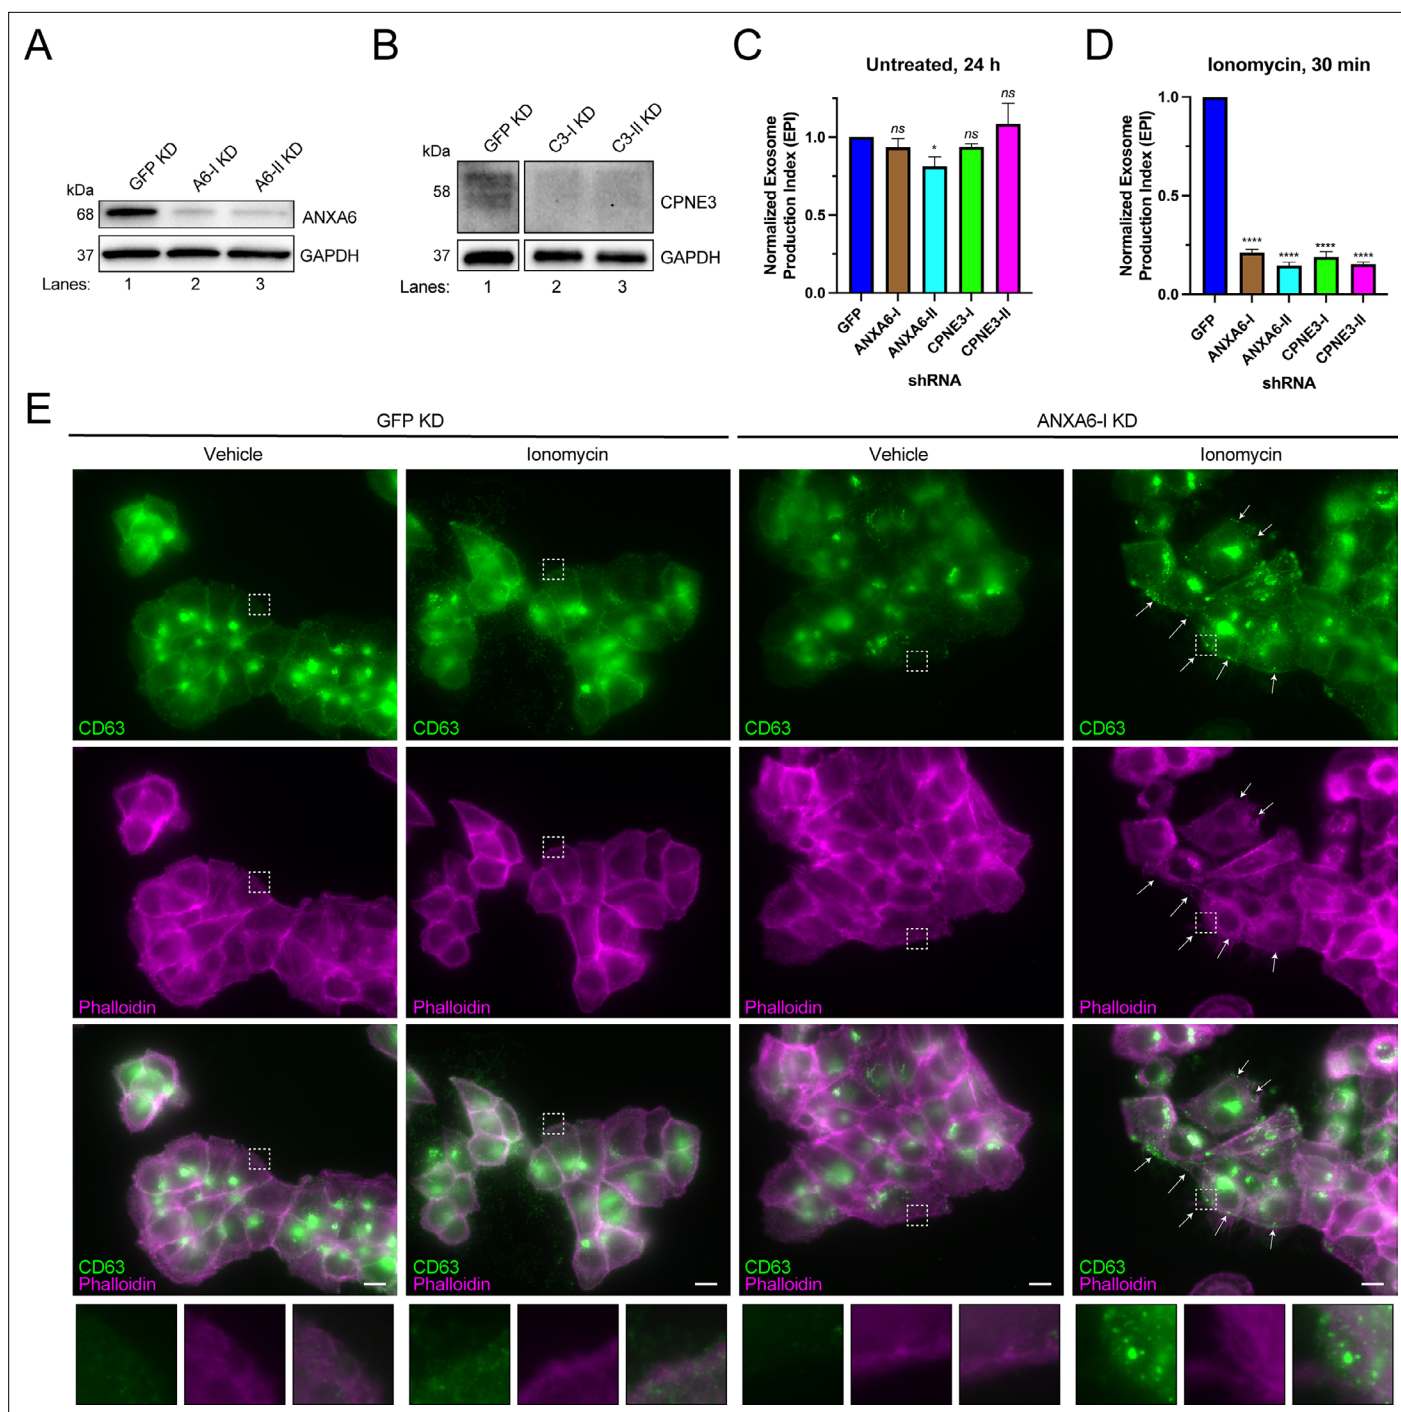 A
GFP KD
A6-I KD
A6-II KD
kDa
68
ANXA6
37
GAPDH
Lanes: 1 2 3
B
GFP KD
C3-I KD
C3-II KD
kDa
58
CPNE3
37
GAPDH
Lanes: 1 2 3
C
Untreated, 24 h
Normalized Exosome
Production Index (EPI)
1.0
0.5
0.0
ns
*
ns
ns
GFP
ANXA6-I
ANXA6-II
CPNE3-I
CPNE3-II
shRNA
D
Ionomycin, 30 min
Normalized Exosome
Production Index (EPI)
1.0
0.5
0.0
****
****
****
****
GFP
ANXA6-I
ANXA6-II
CPNE3-I
CPNE3-II
shRNA
E
GFP KD
ANXA6-I KD
Vehicle
Ionomycin
Vehicle
Ionomycin
CD63
CD63
CD63
CD63
Phalloidin
Phalloidin
Phalloidin
Phalloidin
CD63
Phalloidin
CD63
Phalloidin
CD63
Phalloidin
CD63
Phalloidin